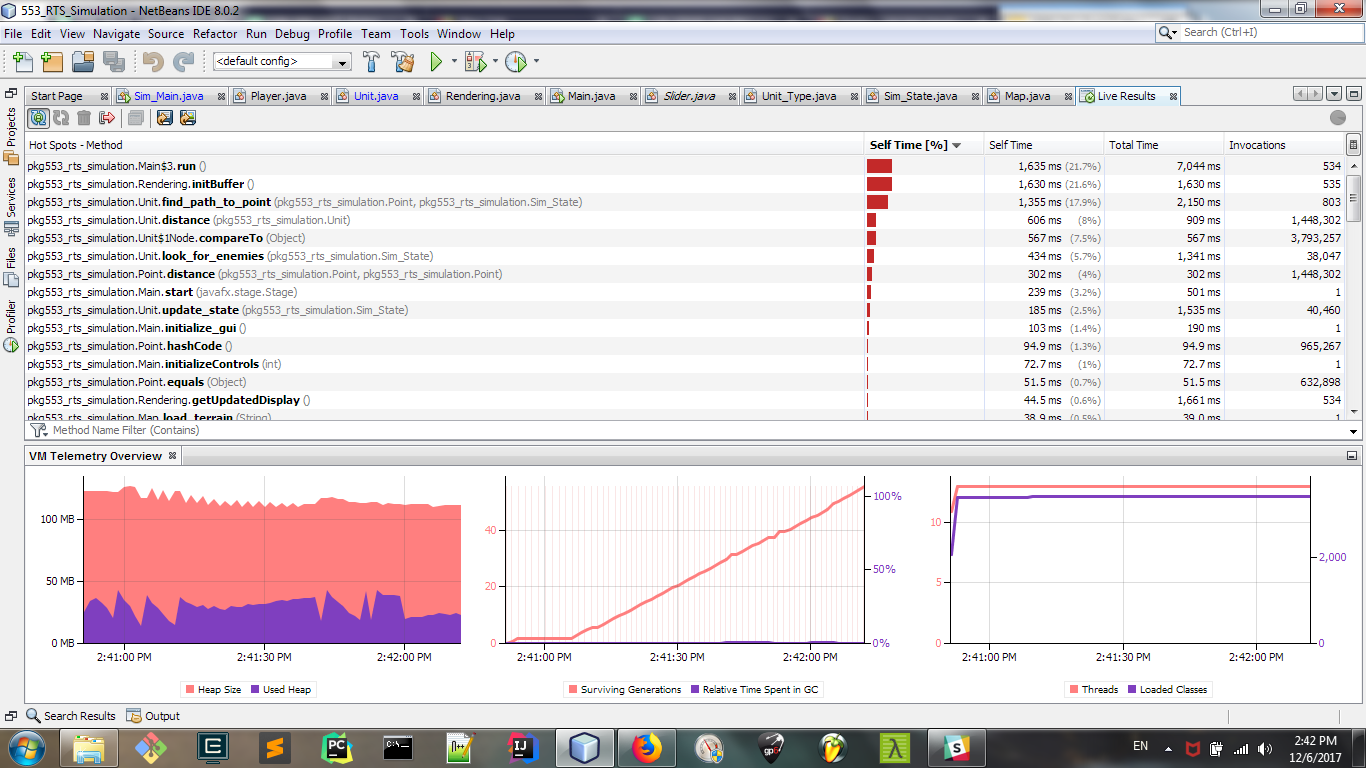 553_RTS_Simulation - NetBeans IDE 8.0.2
File Edit View Navigate Source Refactor Run Debug Profile Team Tools Window Help
Search (Ctrl+I)
<default config>
Start Page Sim_Main.java Player.java Unit.java Rendering.java Main.java Slider.java Unit_Type.java Sim_State.java Map.java Live Results
Projects
Services
Files
Profiler
Hot Spots - Method Self Time [%] Self Time Total Time Invocations
pkg553_rts_simulation.Main$3.run () 1,635 ms (21.7%) 7,044 ms 534
pkg553_rts_simulation.Rendering.initBuffer () 1,630 ms (21.6%) 1,630 ms 535
pkg553_rts_simulation.Unit.find_path_to_point (pkg553_rts_simulation.Point, pkg553_rts_simulation.Sim_State) 1,355 ms (17.9%) 2,150 ms 803
pkg553_rts_simulation.Unit.distance (pkg553_rts_simulation.Unit) 606 ms (8%) 909 ms 1,448,302
pkg553_rts_simulation.Unit$1Node.compareTo (Object) 567 ms (7.5%) 567 ms 3,793,257
pkg553_rts_simulation.Unit.look_for_enemies (pkg553_rts_simulation.Sim_State) 434 ms (5.7%) 1,341 ms 38,047
pkg553_rts_simulation.Point.distance (pkg553_rts_simulation.Point, pkg553_rts_simulation.Point) 302 ms (4%) 302 ms 1,448,302
pkg553_rts_simulation.Main.start (javafx.stage.Stage) 239 ms (3.2%) 501 ms 1
pkg553_rts_simulation.Unit.update_state (pkg553_rts_simulation.Sim_State) 185 ms (2.5%) 1,535 ms 40,460
pkg553_rts_simulation.Main.initialize_gui () 103 ms (1.4%) 190 ms 1
pkg553_rts_simulation.Point.hashCode () 94.9 ms (1.3%) 94.9 ms 965,267
pkg553_rts_simulation.Main.initializeControls (int) 72.7 ms (1%) 72.7 ms 1
pkg553_rts_simulation.Point.equals (Object) 51.5 ms (0.7%) 51.5 ms 632,898
pkg553_rts_simulation.Rendering.getUpdatedDisplay () 44.5 ms (0.6%) 1,661 ms 534
pkg553_rts_simulation.Map.load_terrain (String) 38.9 ms (0.5%) 39.0 ms 1
Method Name Filter (Contains)
VM Telemetry Overview
100 MB
50 MB
0 MB
2:41:00 PM 2:41:30 PM 2:42:00 PM
Heap Size Used Heap
40
20
0
100%
50%
0%
2:41:00 PM 2:41:30 PM 2:42:00 PM
Surviving Generations Relative Time Spent in GC
10
5
0
2,000
0
2:41:00 PM 2:41:30 PM 2:42:00 PM
Threads Loaded Classes
Search Results Output
EN
2:42 PM
12/6/2017